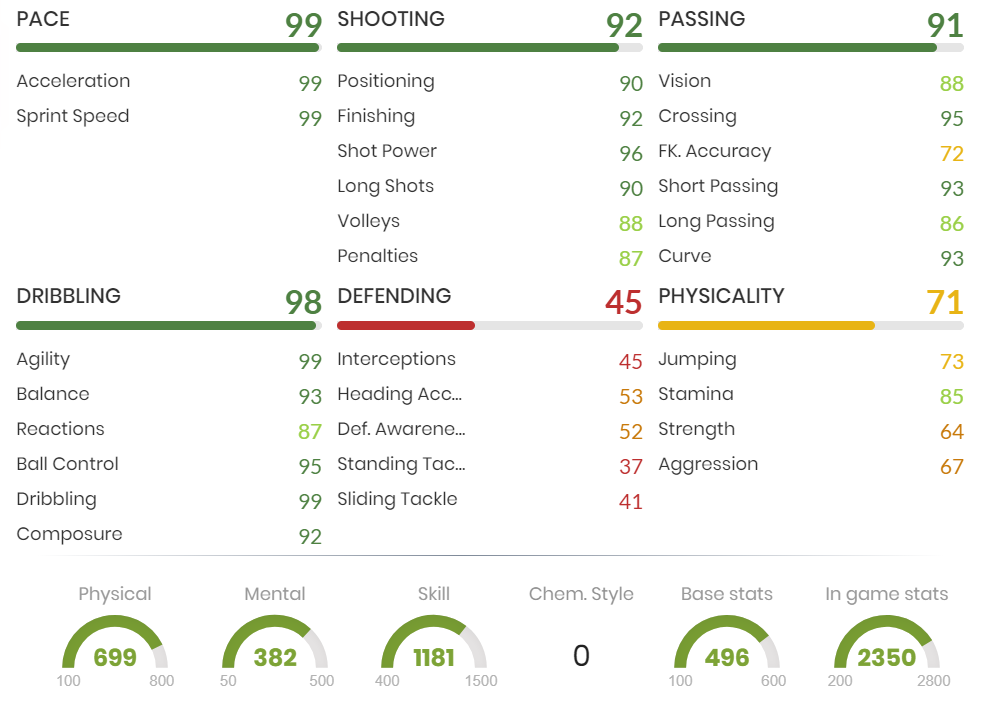 PACE 99
Acceleration 99
Sprint Speed 99
SHOOTING 92
Positioning 90
Finishing 92
Shot Power 96
Long Shots 90
Volleys 88
Penalties 87
PASSING 91
Vision 88
Crossing 95
FK. Accuracy 72
Short Passing 93
Long Passing 86
Curve 93
DRIBBLING 98
Agility 99
Balance 93
Reactions 87
Ball Control 95
Dribbling 99
Composure 92
DEFENDING 45
Interceptions 45
Heading Acc... 53
Def. Awarene... 52
Standing Tac... 37
Sliding Tackle 41
PHYSICALITY 71
Jumping 73
Stamina 85
Strength 64
Aggression 67
Physical
699
100 800
Mental
382
50 500
Skill
1181
400 1500
Chem. Style
0
Base stats
496
100 600
In game stats
2350
200 2800